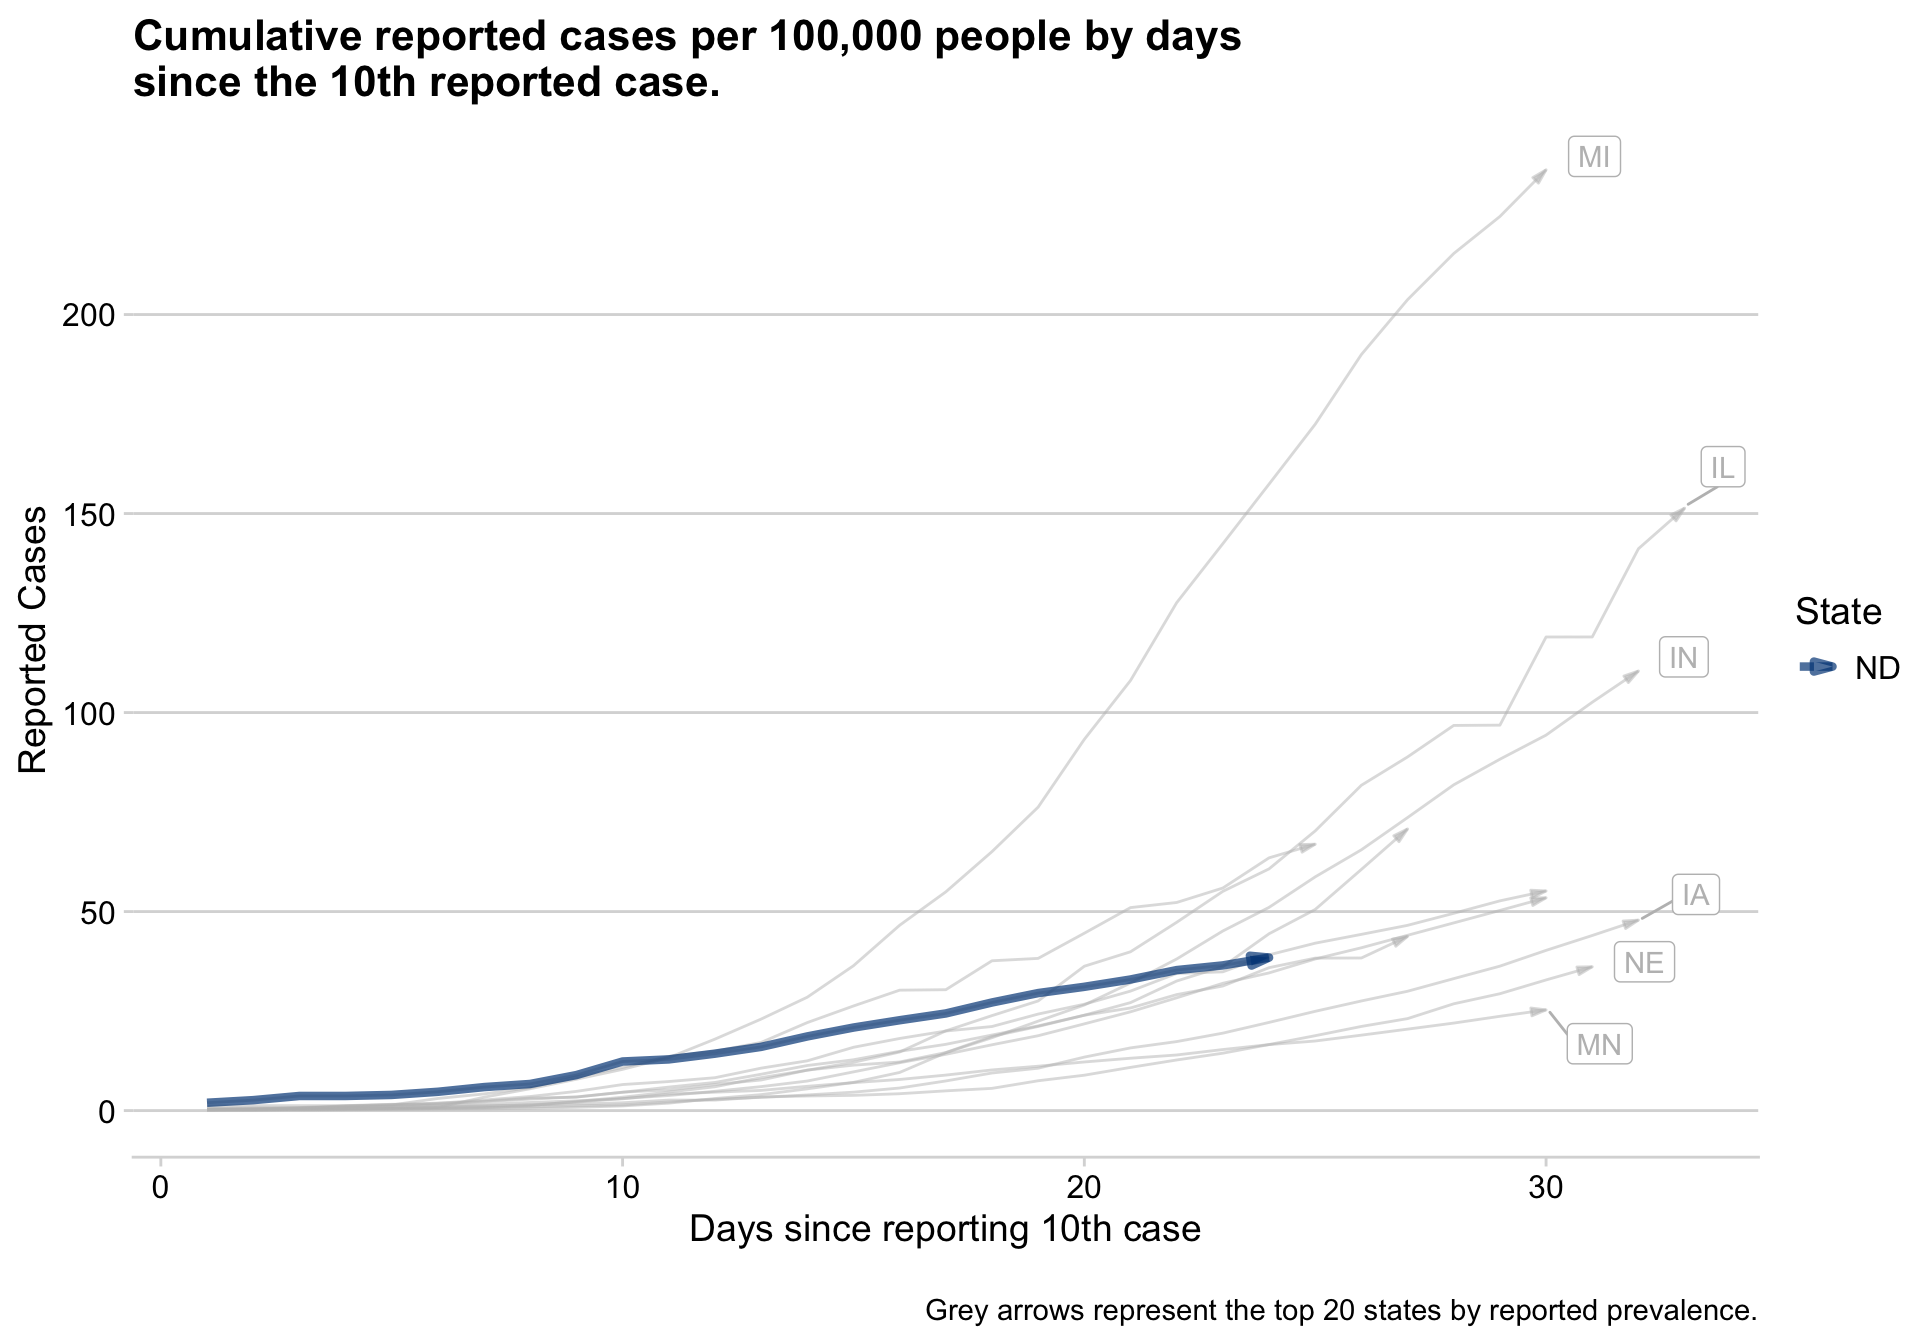 Cumulative reported cases per 100,000 people by days
since the 10th reported case.
MI
200
IL
150
Reported Cases
State
ND
IN
100
IA
50
NE
MN
0
0 10 20 30
Days since reporting 10th case
Grey arrows represent the top 20 states by reported prevalence.